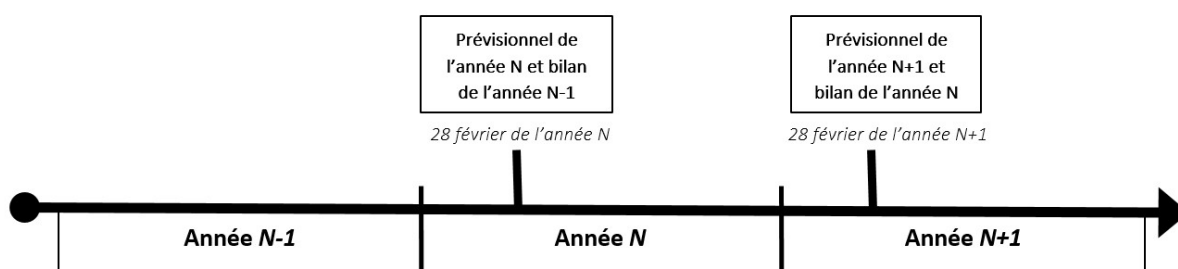 Prévisionnel de
l'année N et bilan
de l'année N-1
Prévisionnel de
l'année N+1 et
bilan de l'année N
28 février de l'année N
28 février de l'année N+1
Année N-1
Année N
Année N+1